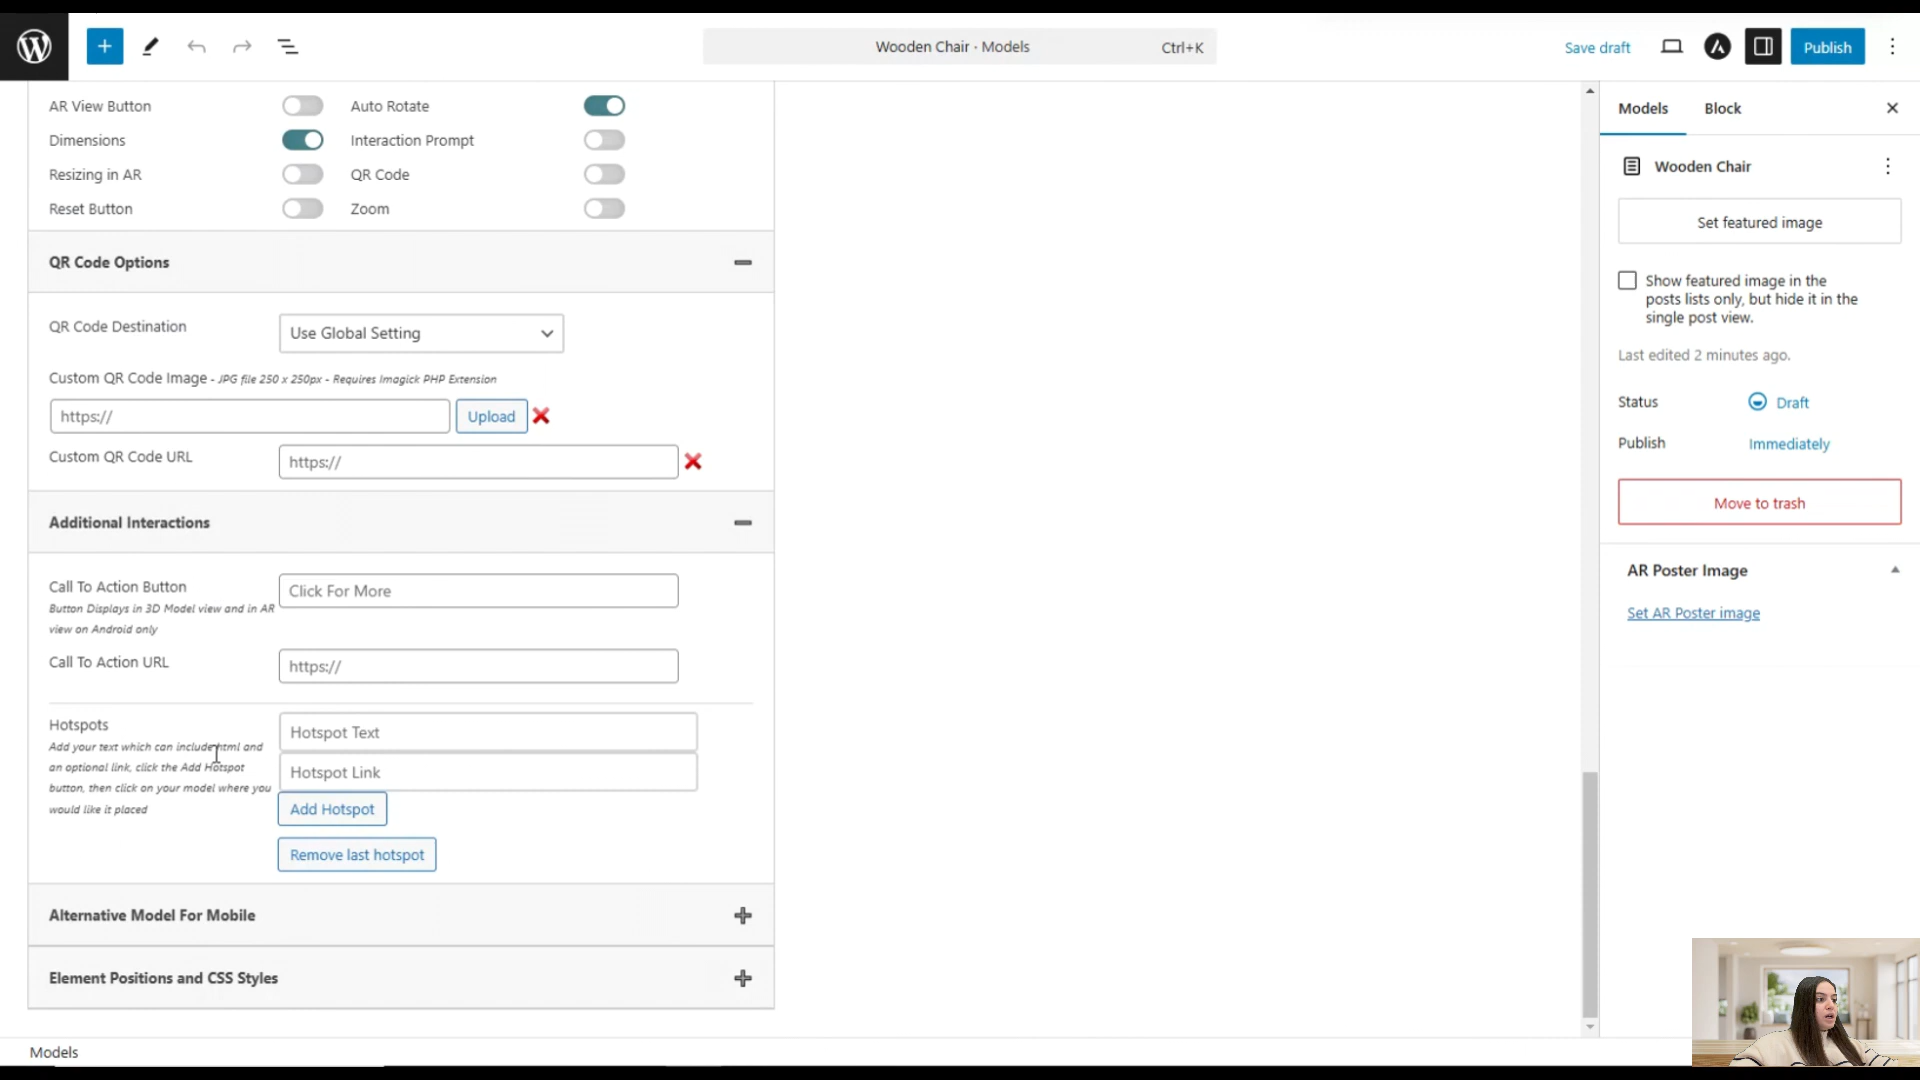 Wooden Chair · Models
Ctrl+K
Save draft
Publish
AR View Button
Auto Rotate
Dimensions
Interaction Prompt
Resizing in AR
QR Code
Reset Button
Zoom
QR Code Options
QR Code Destination
Use Global Setting
Custom QR Code Image - JPG file 250 x 250px - Requires Imagick PHP Extension
https://
Upload
Custom QR Code URL
https://
Additional Interactions
Call To Action Button
Click For More
Button Displays in 3D Model view and in AR
view on Android only
Call To Action URL
https://
Hotspots
Hotspot Text
Add your text which can include html and
an optional link, click the Add Hotspot
Hotspot Link
button, then click on your model where you
would like it placed
Add Hotspot
Remove last hotspot
Alternative Model For Mobile
Element Positions and CSS Styles
Models
Models
Block
Wooden Chair
Set featured image
Show featured image in the
posts lists only, but hide it in the
single post view.
Last edited 2 minutes ago.
Status
Draft
Publish
Immediately
Move to trash
AR Poster Image
Set AR Poster image